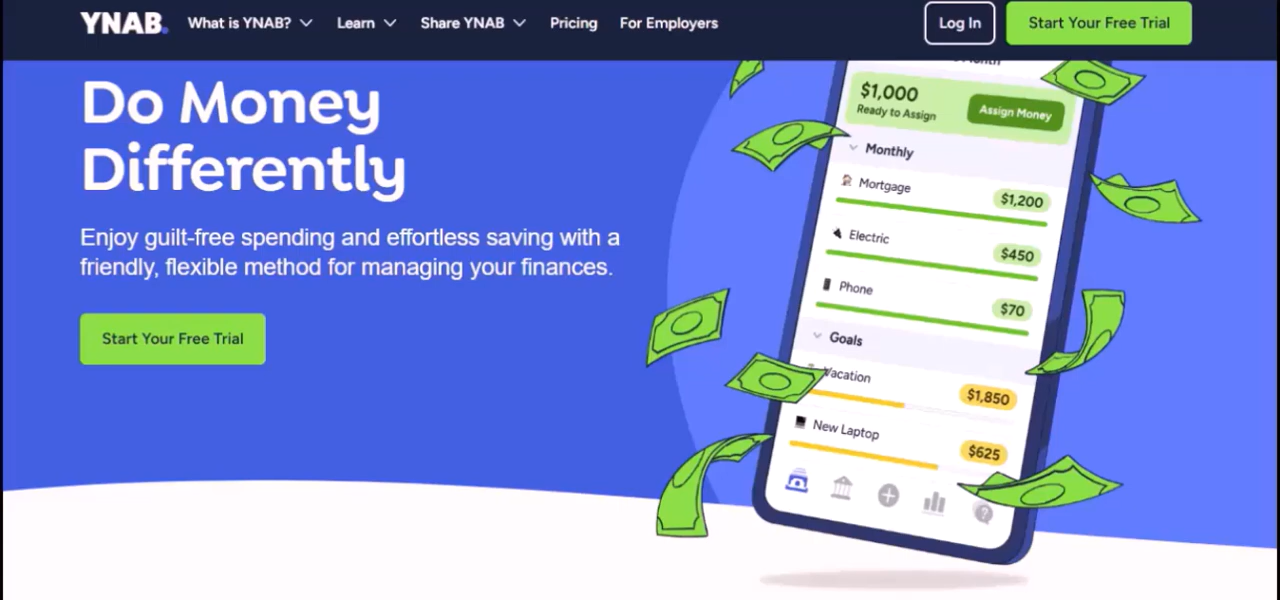 YNAB.
What is YNAB?
Learn
Share YNAB
Pricing
For Employers
Log In
Start Your Free Trial
Do Money
Differently
Enjoy guilt-free spending and effortless saving with a
friendly, flexible method for managing your finances.
Start Your Free Trial
$1,000
Ready to Assign
Assign Money
Monthly
Mortgage
$1,200
Electric
$450
Phone
$70
Goals
Vacation
$1,850
New Laptop
$625